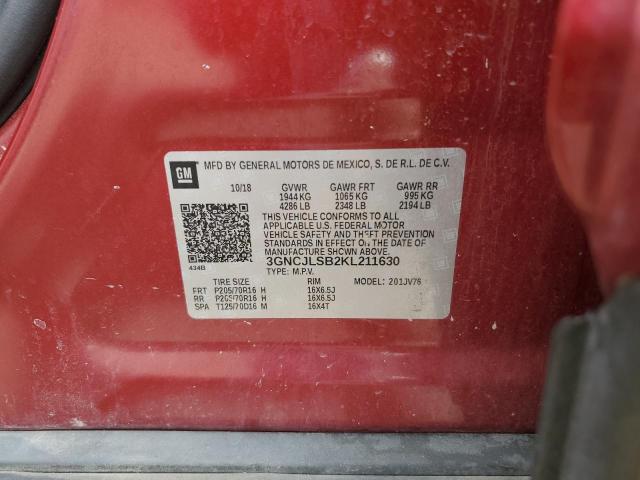 GM
MFD BY GENERAL MOTORS DE MEXICO, S. DE R.L. DE C.V.
10/18 GVWR GAWR FRT GAWR RR
1944 KG 1065 KG 995 KG
4286 LB 2348 LB 2194 LB
THIS VEHICLE CONFORMS TO ALL
APPLICABLE U.S. FEDERAL MOTOR
VEHICLE SAFETY AND THEFT PREVENTION
STANDARDS IN EFFECT ON THE DATE OF
MANUFACTURE SHOWN ABOVE.
3GNCJLSB2KL211630
434B TYPE: M.P.V. MODEL: 201JV76
TIRE SIZE RIM
FRT P205/70R16 H 16X6.5J
RR P205/70R16 H 16X6.5J
SPA T125/70D16 M 16X4T